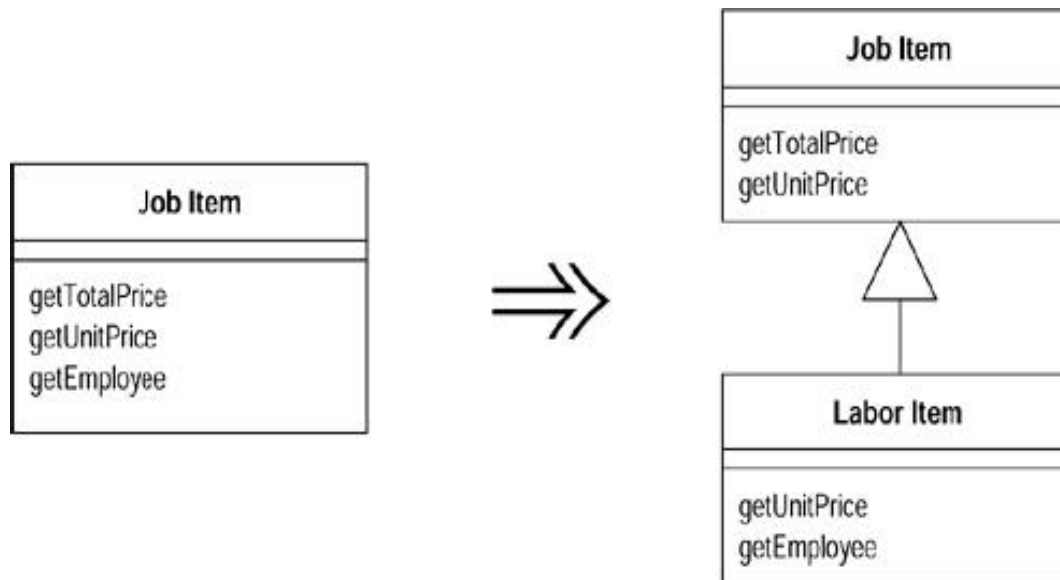 Job Item
getTotalPrice
getUnitPrice
getEmployee
Job Item
getTotalPrice
getUnitPrice
Labor Item
getUnitPrice
getEmployee